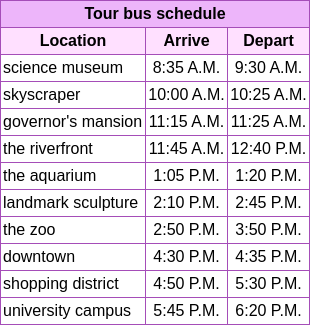 Tour bus schedule
Location Arrive Depart
science museum 8:35 A.M. 9:30 A.M.
skyscraper 10:00 A.M. 10:25 A.M.
governor's mansion 11:15 A.M. 11:25 A.M.
the riverfront 11:45 A.M. 12:40 P.M.
the aquarium 1:05 P.M. 1:20 P.M.
landmark sculpture 2:10 P.M. 2:45 P.M.
the zoo 2:50 P.M. 3:50 P.M.
downtown 4:30 P.M. 4:35 P.M.
shopping district 4:50 P.M. 5:30 P.M.
university campus 5:45 P.M. 6:20 P.M.